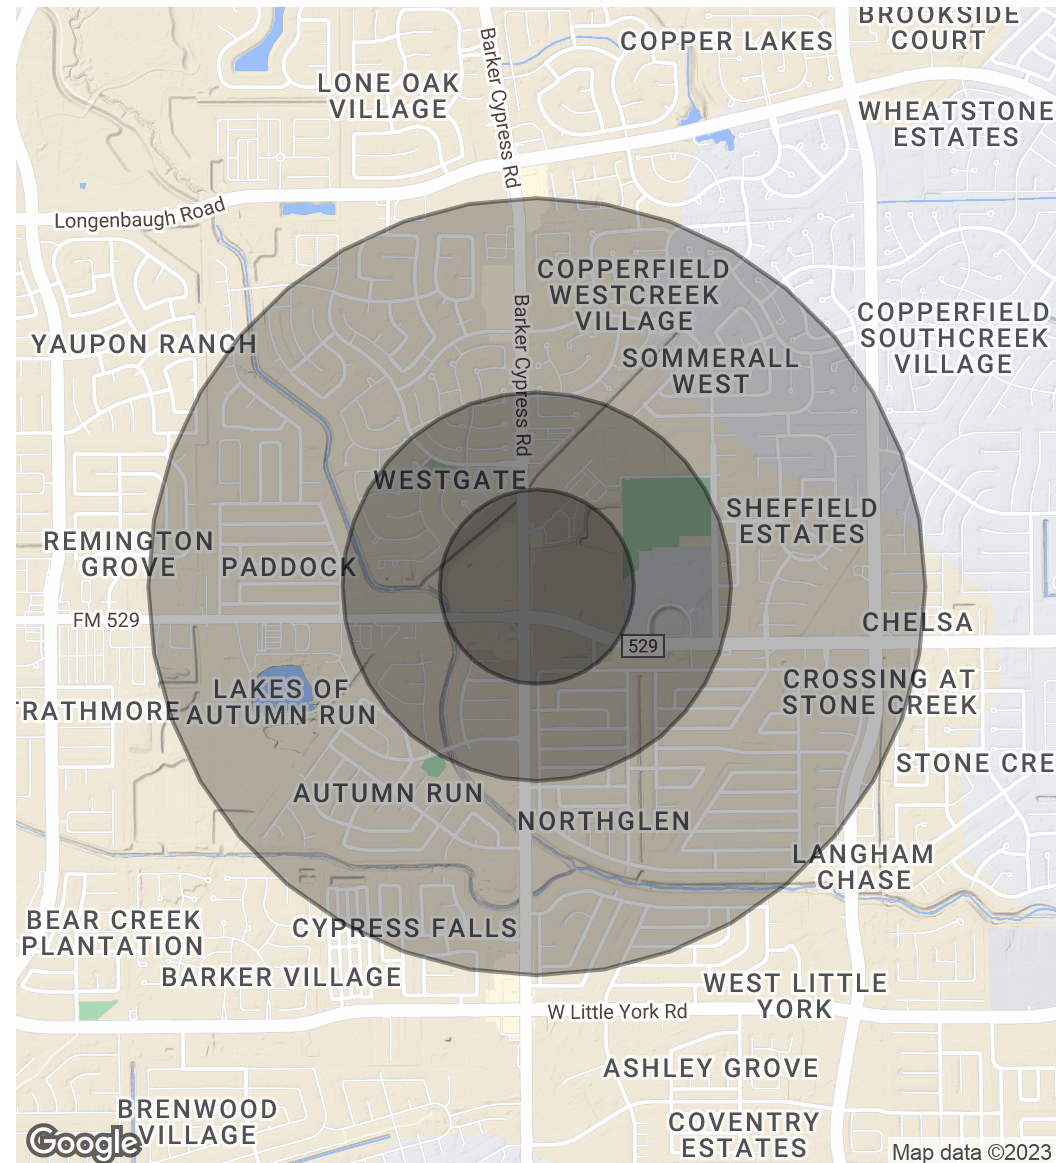 BROOKSIDE
COURT
COPPER LAKES
Barker Cypress Rd
LONE OAK
VILLAGE
WHEATSTONE
ESTATES
Longenbaugh Road
COPPERFIELD
WESTCREEK
VILLAGE
Barker Cypress Rd
COPPERFIELD
SOUTHCREEK
VILLAGE
YAUPON RANCH
SOMMERALL
WEST
WESTGATE
SHEFFIELD
ESTATES
REMINGTON
GROVE
PADDOCK
FM 529
CHELSA
529
CROSSING AT
STONE CREEK
LAKES OF
AUTUMN RUN
TRATHMORE
STONE CRE
AUTUMN RUN
NORTHGLEN
LANGHAM
CHASE
BEAR CREEK
PLANTATION
CYPRESS FALLS
BARKER VILLAGE
WEST LITTLE
YORK
W Little York Rd
ASHLEY GROVE
BRENWOOD
VILLAGE
COVENTRY
ESTATES
Google
Map data ©2023